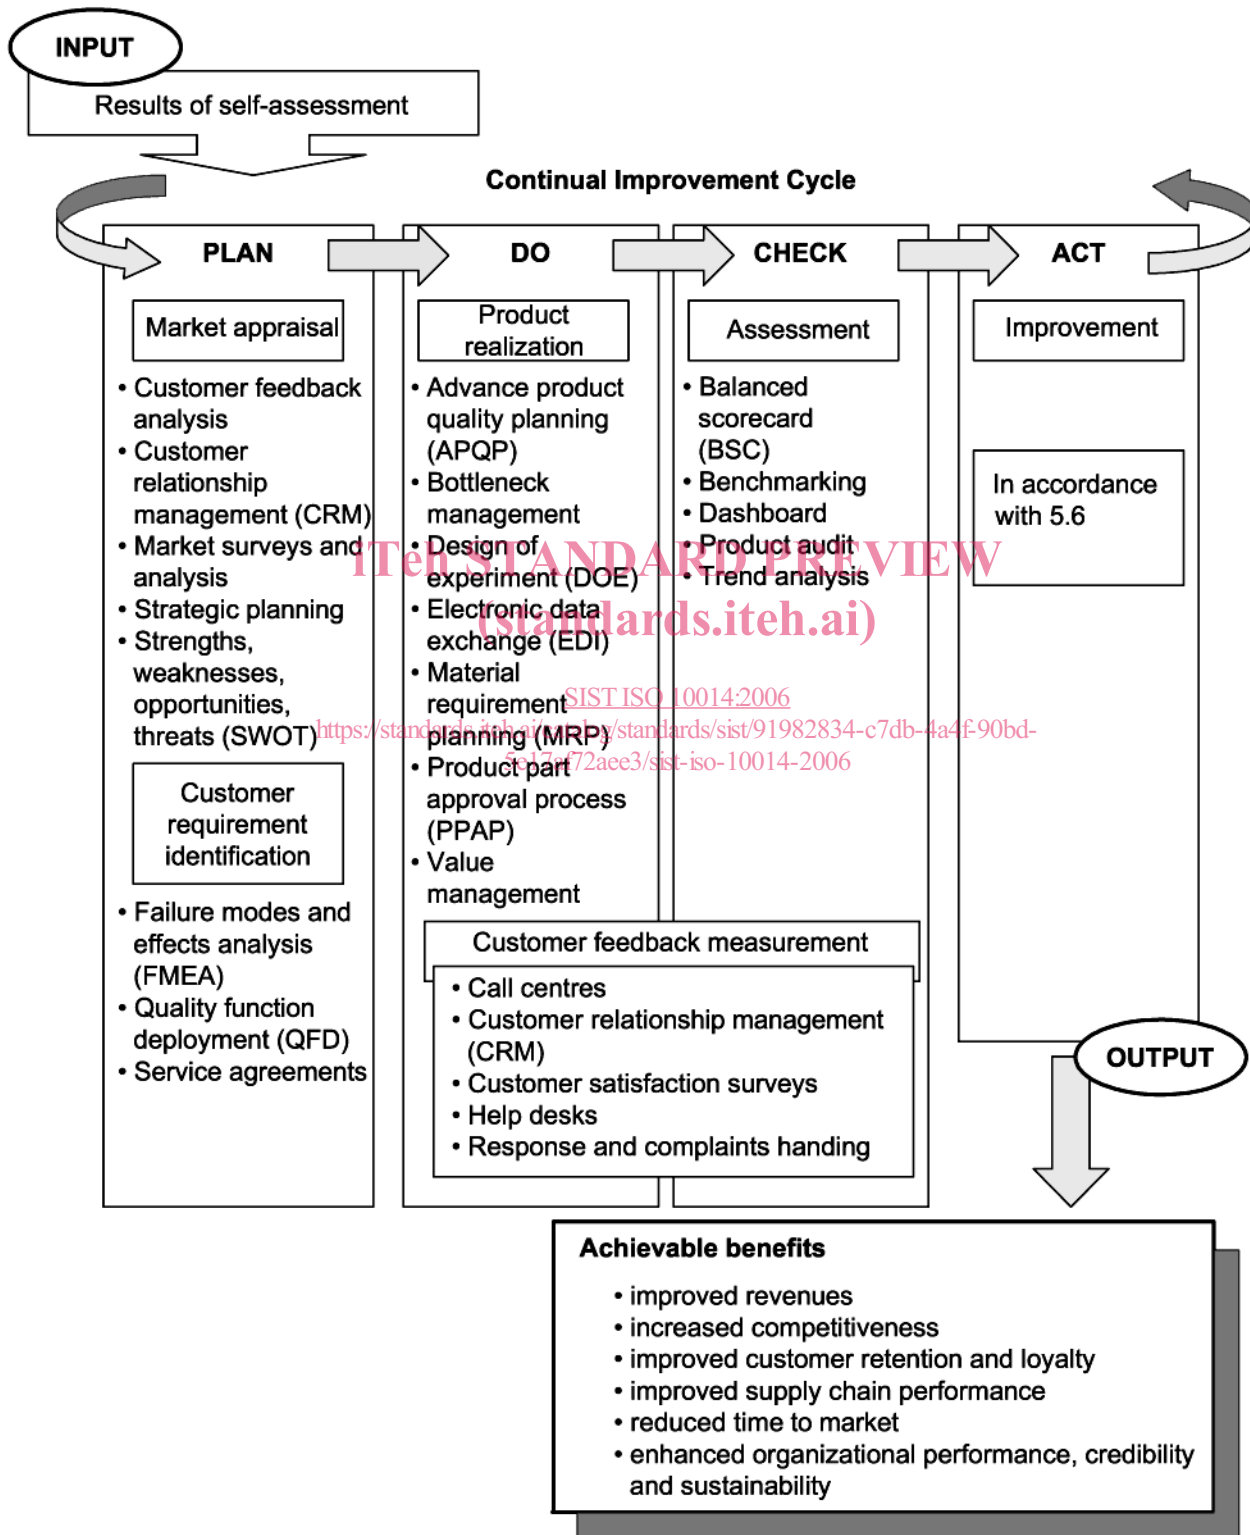 INPUT
Results of self-assessment
Continual Improvement Cycle
PLAN
Market appraisal
• Customer feedback
analysis
• Customer
relationship
management (CRM)
• Market surveys and
analysis
• Strategic planning
• Strengths,
weaknesses,
opportunities,
threats (SWOT)
Customer
requirement
identification
• Failure modes and
effects analysis
(FMEA)
• Quality function
deployment (QFD)
• Service agreements
DO
Product
realization
• Advance product
quality planning
(APQP)
• Bottleneck
management
• Design of
experiment (DOE)
• Electronic data
exchange (EDI)
• Material
requirement
planning (MRP)
• Product part
approval process
(PPAP)
• Value
management
CHECK
Assessment
• Balanced
scorecard
(BSC)
• Benchmarking
• Dashboard
• Product audit
• Trend analysis
Customer feedback measurement
• Call centres
• Customer relationship management
(CRM)
• Customer satisfaction surveys
• Help desks
• Response and complaints handing
ACT
Improvement
In accordance
with 5.6
iTeh STANDARD PREVIEW
(standards.iteh.ai)
SIST ISO 10014:2006
https://standards.iteh.ai/catalog/standards/sist/91982834-c7db-4a4f-90bd-
5e17af72aee3/sist-iso-10014-2006
OUTPUT
Achievable benefits
• improved revenues
• increased competitiveness
• improved customer retention and loyalty
• improved supply chain performance
• reduced time to market
• enhanced organizational performance, credibility
and sustainability